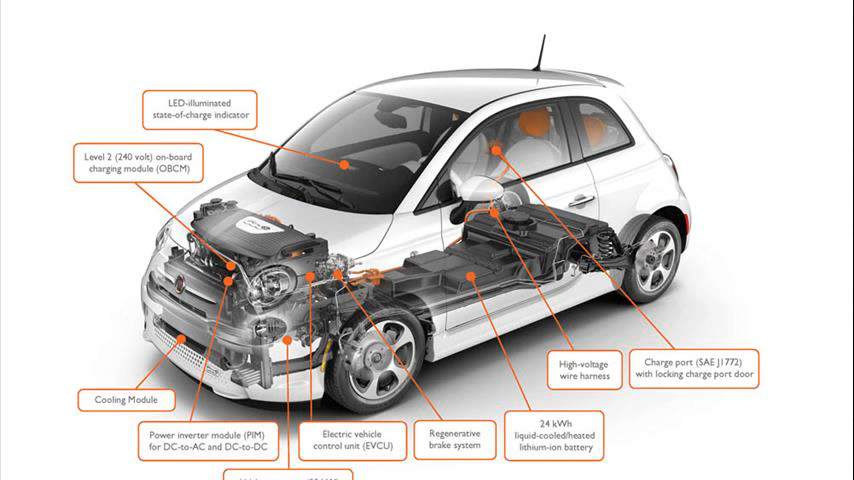 LED-illuminated
state-of-charge indicator
Level 2 (240 volt) on-board
charging module (OBCM)
High-voltage
wire harness
Charge port (SAE J1772)
with locking charge port door
Cooling Module
Power inverter module (PIM)
for DC-to-AC and DC-to-DC
Electric vehicle
control unit (EVCU)
Regenerative
brake system
24 kWh
liquid-cooled/heated
lithium-ion battery